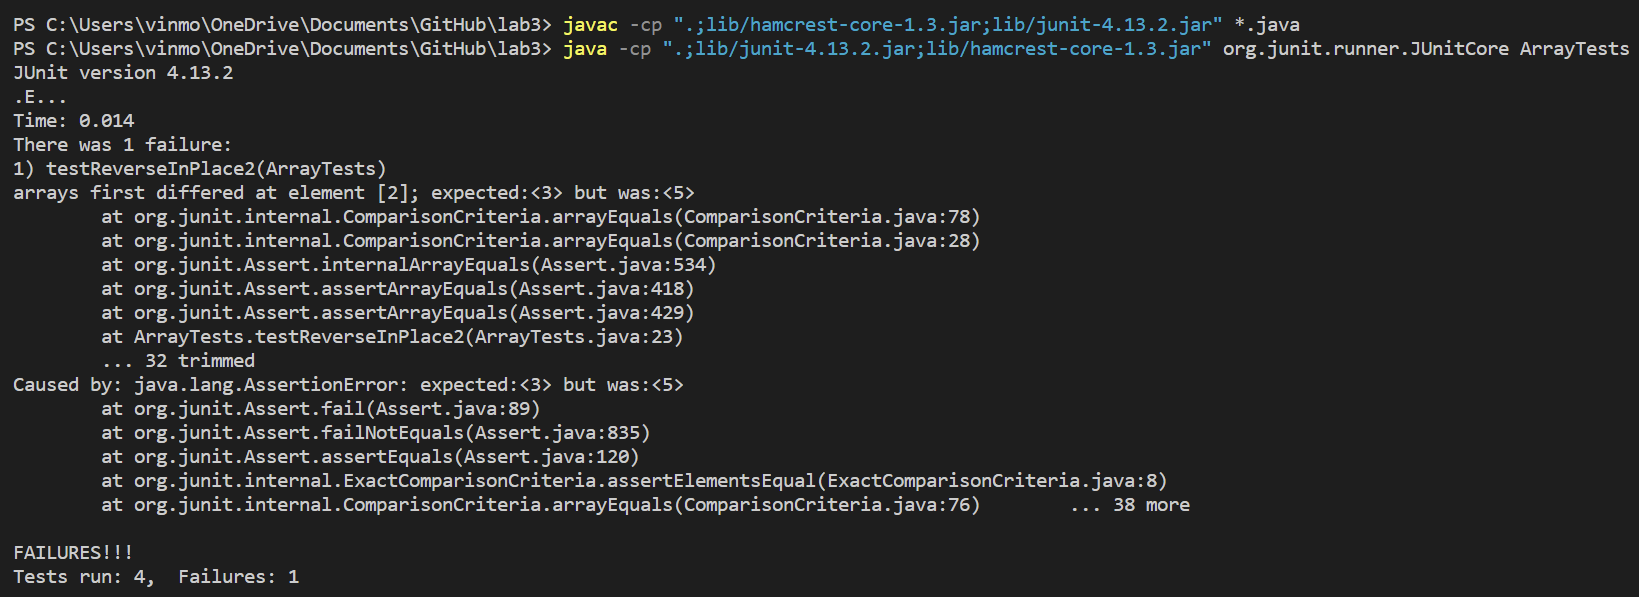 PS C:\Users\vinmo\OneDrive\Documents\GitHub\lab3> javac -cp ".;lib/hamcrest-core-1.3.jar;lib/junit-4.13.2.jar" *.java
PS C:\Users\vinmo\OneDrive\Documents\GitHub\lab3> java -cp ".;lib/junit-4.13.2.jar;lib/hamcrest-core-1.3.jar" org.junit.runner.JUnitCore ArrayTests
JUnit version 4.13.2
.E...
Time: 0.014
There was 1 failure:
1) testReverseInPlace2(ArrayTests)
arrays first differed at element [2]; expected:<3> but was:<5>
        at org.junit.internal.ComparisonCriteria.arrayEquals(ComparisonCriteria.java:78)
        at org.junit.internal.ComparisonCriteria.arrayEquals(ComparisonCriteria.java:28)
        at org.junit.Assert.internalArrayEquals(Assert.java:534)
        at org.junit.Assert.assertArrayEquals(Assert.java:418)
        at org.junit.Assert.assertArrayEquals(Assert.java:429)
        at ArrayTests.testReverseInPlace2(ArrayTests.java:23)
        ... 32 trimmed
Caused by: java.lang.AssertionError: expected:<3> but was:<5>
        at org.junit.Assert.fail(Assert.java:89)
        at org.junit.Assert.failNotEquals(Assert.java:835)
        at org.junit.Assert.assertEquals(Assert.java:120)
        at org.junit.internal.ExactComparisonCriteria.assertElementsEqual(ExactComparisonCriteria.java:8)
        at org.junit.internal.ComparisonCriteria.arrayEquals(ComparisonCriteria.java:76)        ... 38 more

FAILURES!!!
Tests run: 4,  Failures: 1